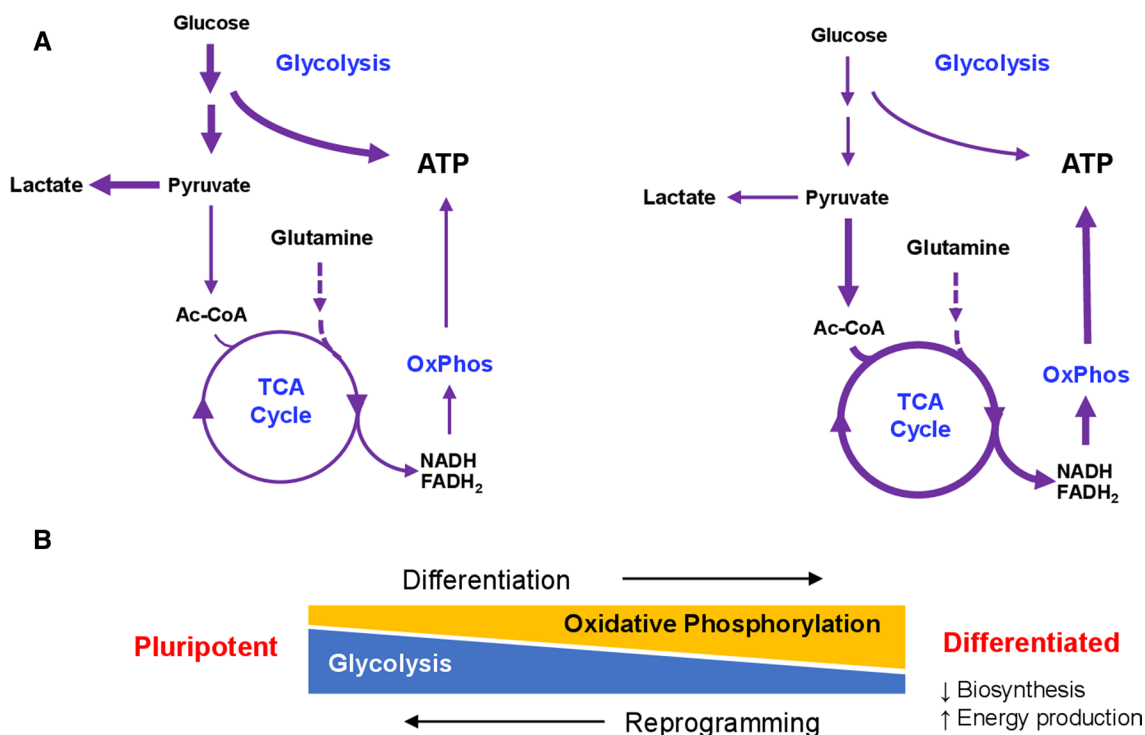 A
Glucose
Glycolysis
ATP
Lactate
Pyruvate
Glutamine
Ac-CoA
TCA
Cycle
OxPhos
NADH
FADH₂
Glucose
Glycolysis
ATP
Lactate
Pyruvate
Glutamine
Ac-CoA
TCA
Cycle
OxPhos
NADH
FADH₂
B
Differentiation
Pluripotent
Oxidative Phosphorylation
Glycolysis
Differentiated
↓ Biosynthesis
↑ Energy production
Reprogramming